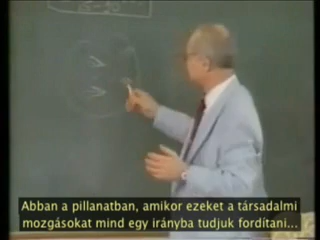 Abban a pillanatban, amikor ezeket a társadalmi
mozgásokat mind egy irányba tudjuk fordítani...